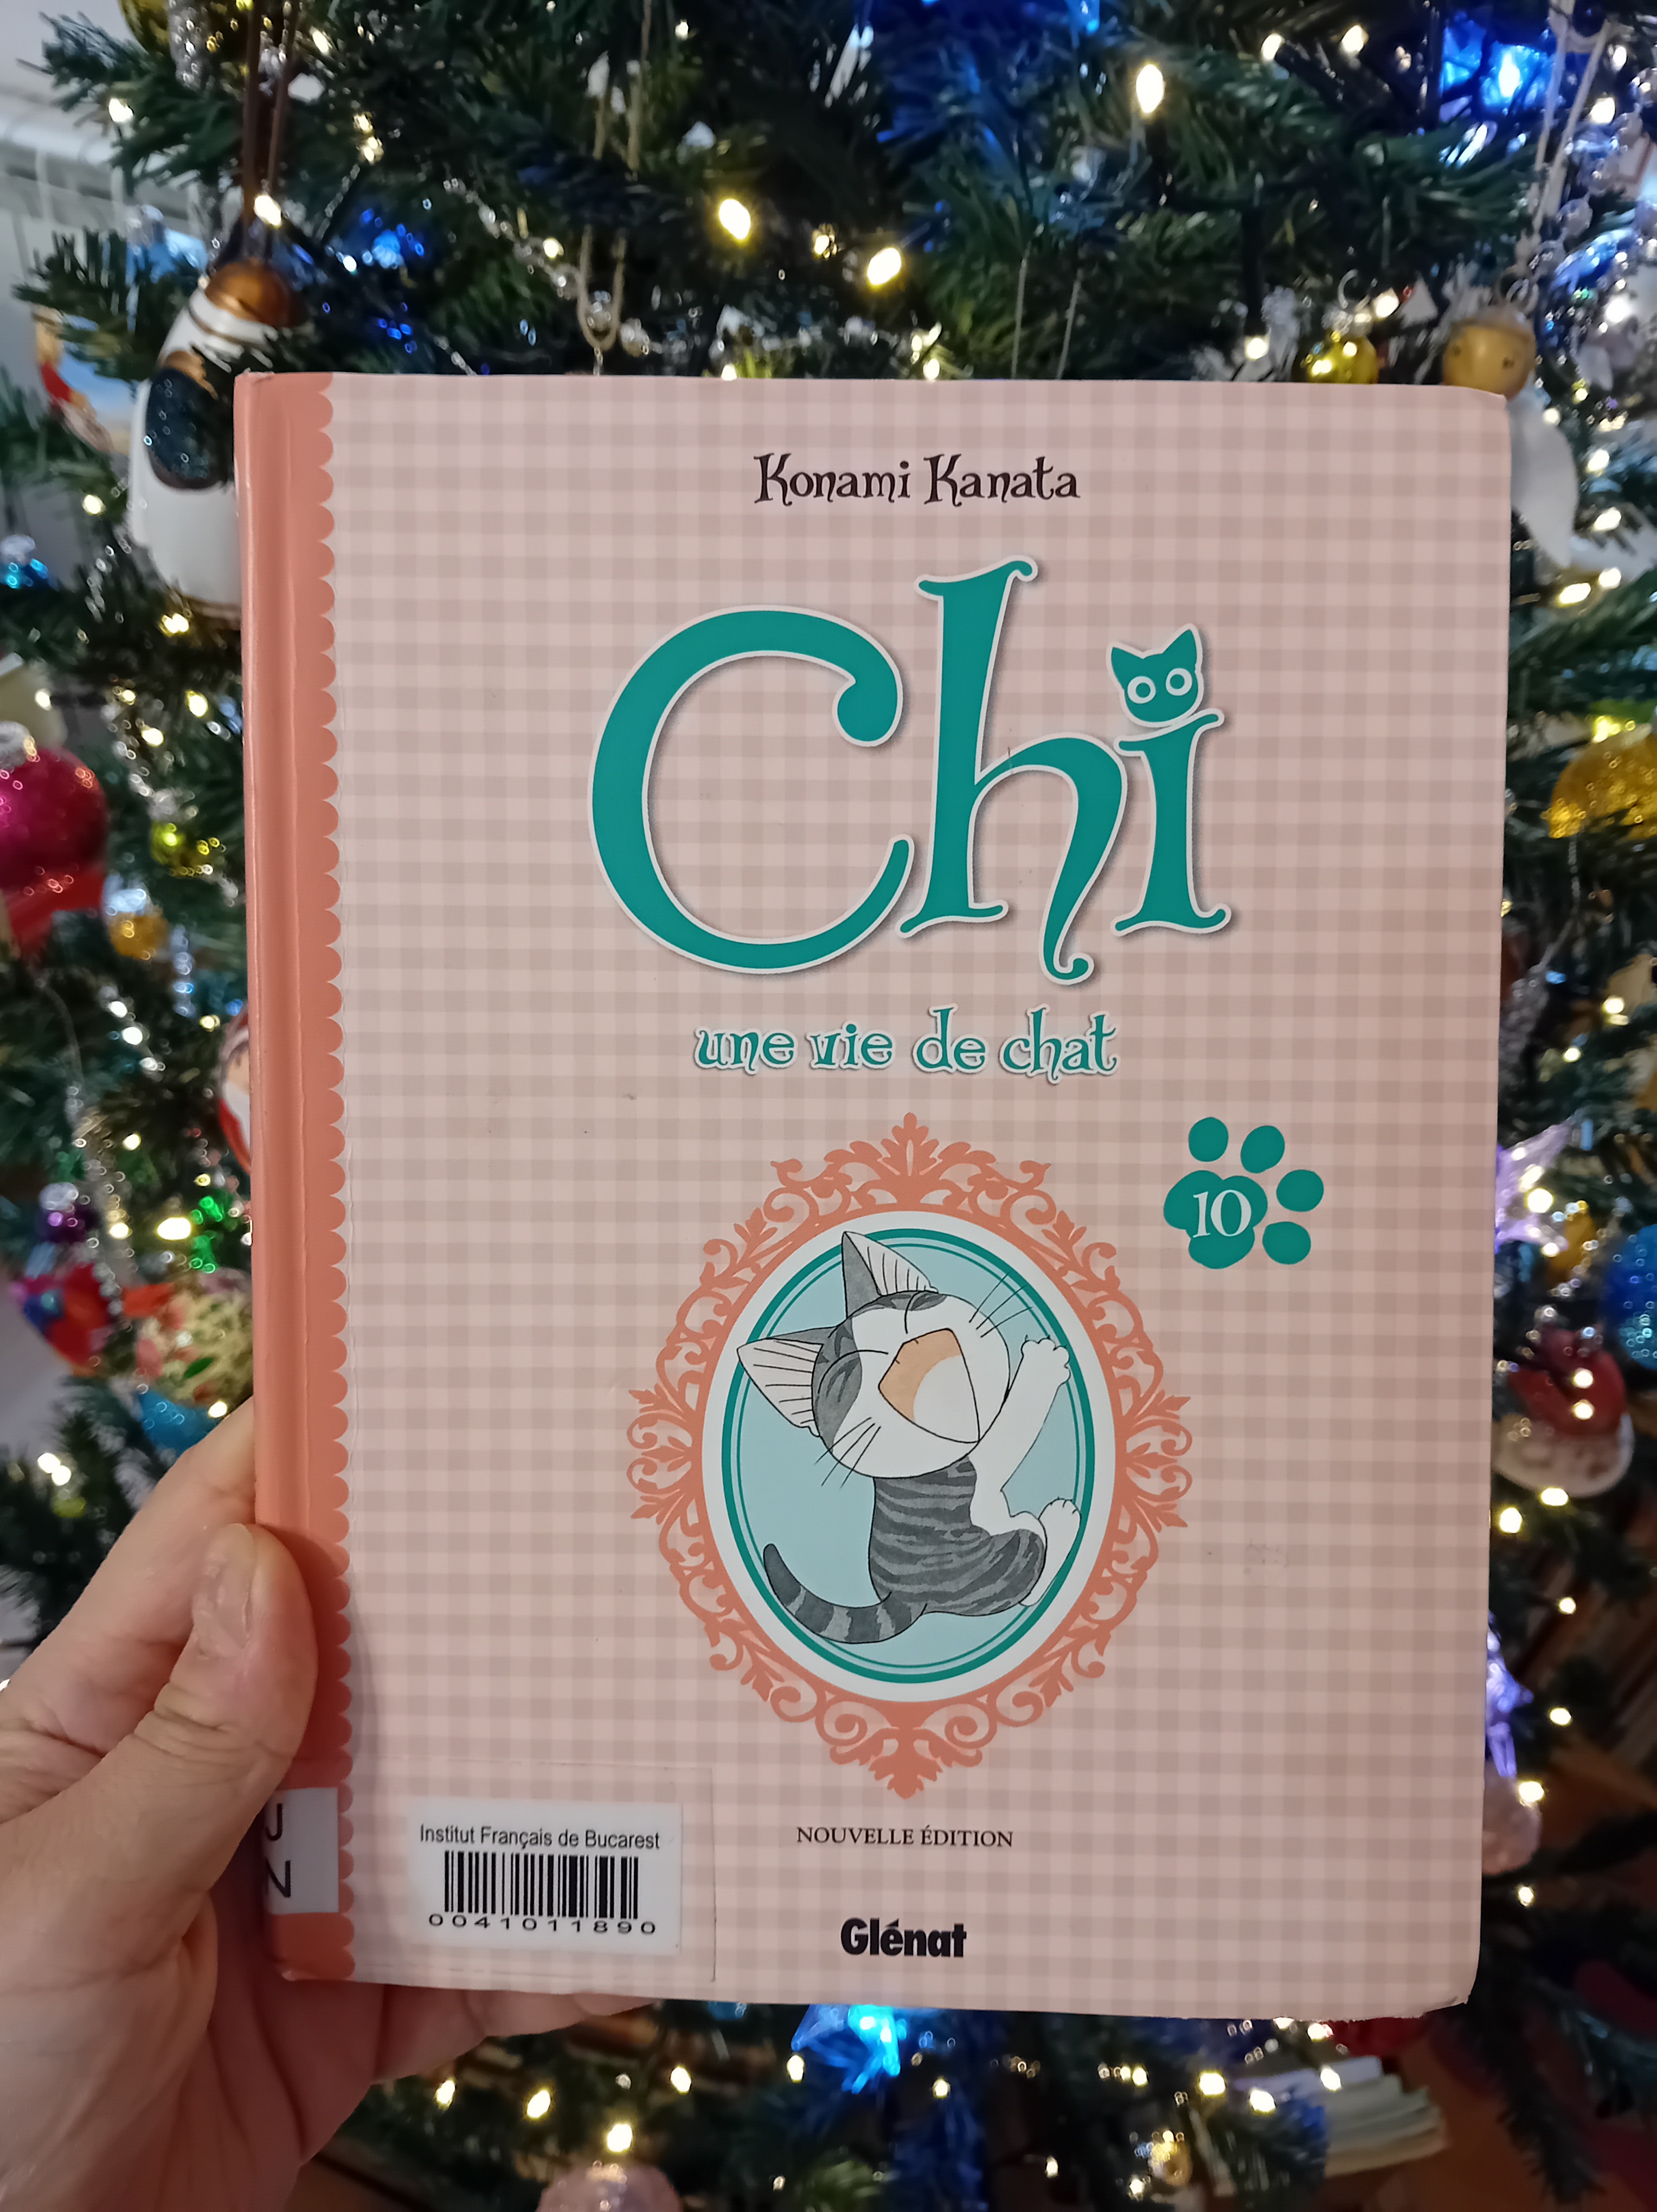 Konami Kanata
Chi
une vie de chat
10
J
N
Institut Français de Bucarest
0041011890
NOUVELLE ÉDITION
Glénat